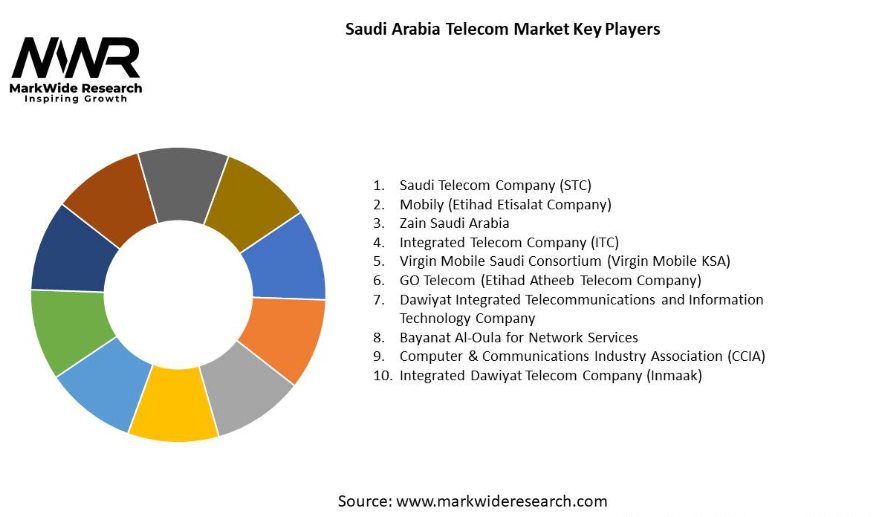 Saudi Arabia Telecom Market Key Players
MWR
MarkWide Research
Inspiring Growth
1. Saudi Telecom Company (STC)
2. Mobily (Etihad Etisalat Company)
3. Zain Saudi Arabia
4. Integrated Telecom Company (ITC)
5. Virgin Mobile Saudi Consortium (Virgin Mobile KSA)
6. GO Telecom (Etihad Atheeb Telecom Company)
7. Dawiyat Integrated Telecommunications and Information
Technology Company
8. Bayanat Al-Oula for Network Services
9. Computer & Communications Industry Association (CCIA)
10. Integrated Dawiyat Telecom Company (Inmaak)
Source: www.markwideresearch.com